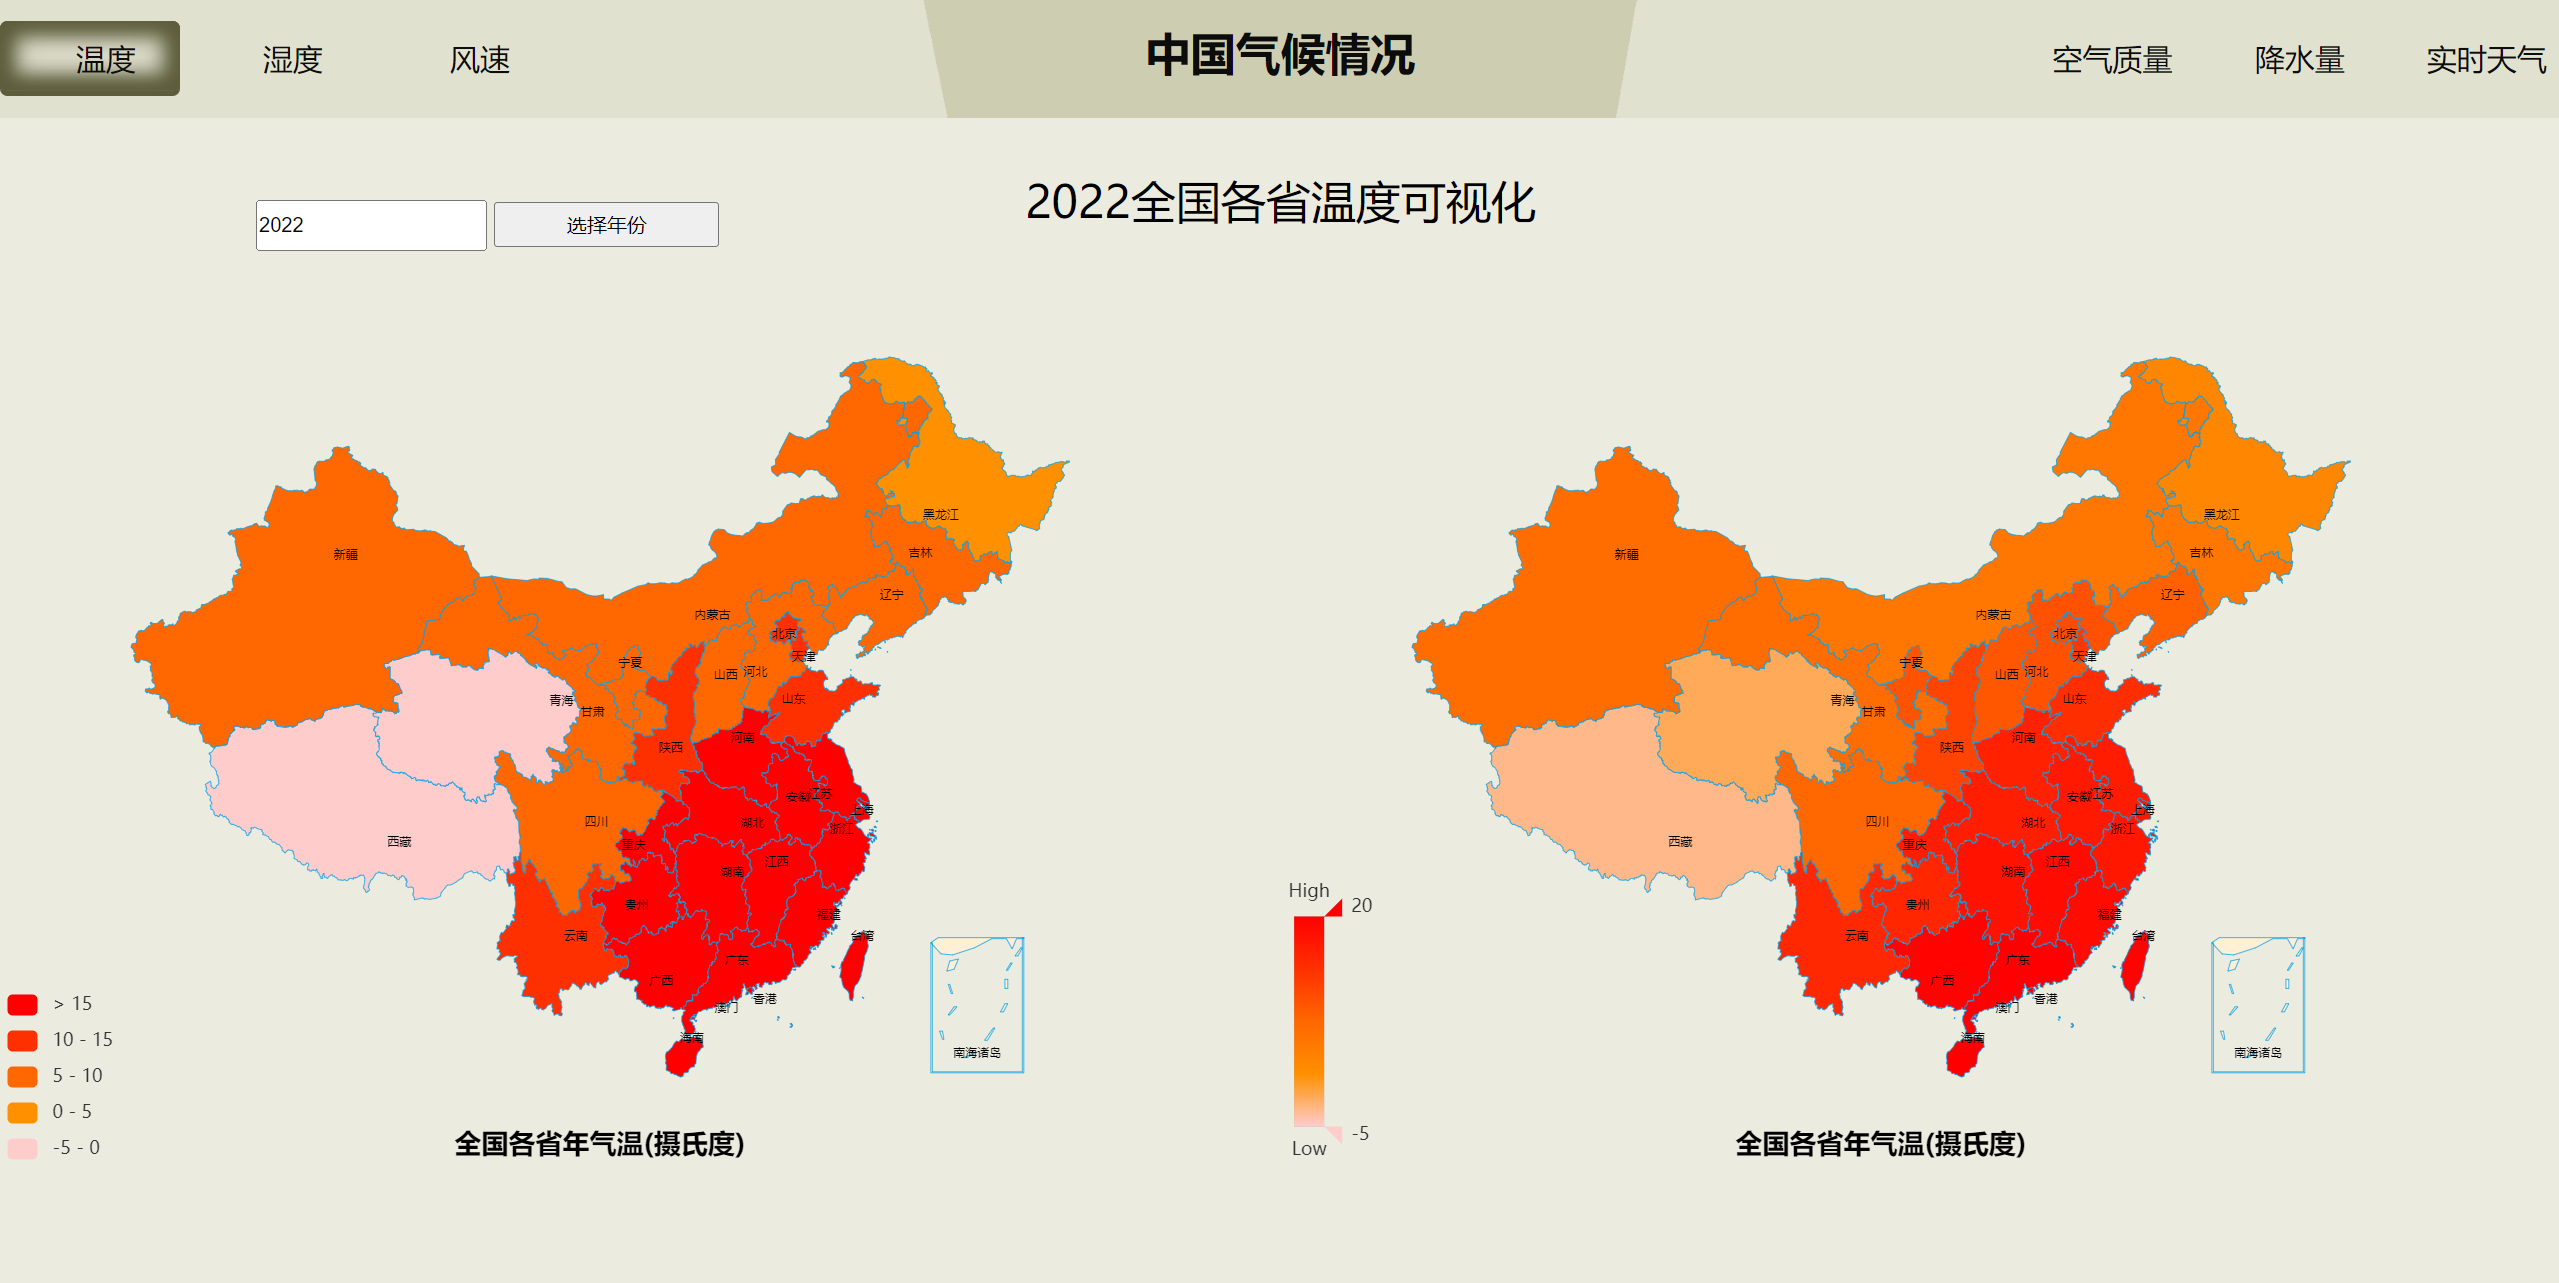 温度
湿度
风速
中国气候情况
空气质量
降水量
实时天气
2022全国各省温度可视化
2022
选择年份
黑龙江
新疆
吉林
辽宁
内蒙古
北京
天津
宁夏
山西
河北
青海
甘肃
山东
陕西
河南
安徽
江苏
上海
四川
湖北
浙江
西藏
重庆
江西
湖南
贵州
福建
云南
台湾
广东
广西
香港
澳门
海南
南海诸岛
> 15
10 - 15
5 - 10
0 - 5
-5 - 0
全国各省年气温(摄氏度)
黑龙江
新疆
吉林
辽宁
内蒙古
北京
天津
宁夏
山西
河北
青海
甘肃
山东
陕西
河南
安徽
江苏
上海
四川
湖北
浙江
西藏
重庆
江西
湖南
贵州
福建
云南
台湾
广东
广西
香港
澳门
海南
南海诸岛
High
20
-5
Low
全国各省年气温(摄氏度)